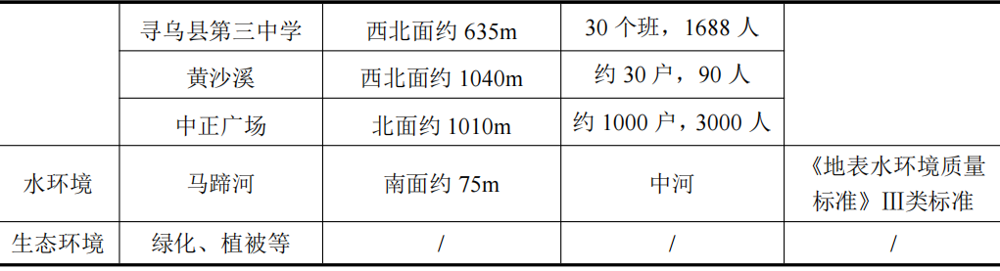 寻乌县第三中学 西北面约 635m 30 个班，1688 人
黄沙溪 西北面约 1040m 约 30 户，90 人
中正广场 北面约 1010m 约 1000 户，3000 人
水环境 马蹄河 南面约 75m 中河 《地表水环境质量
标准》Ⅲ类标准
生态环境 绿化、植被等 / / /